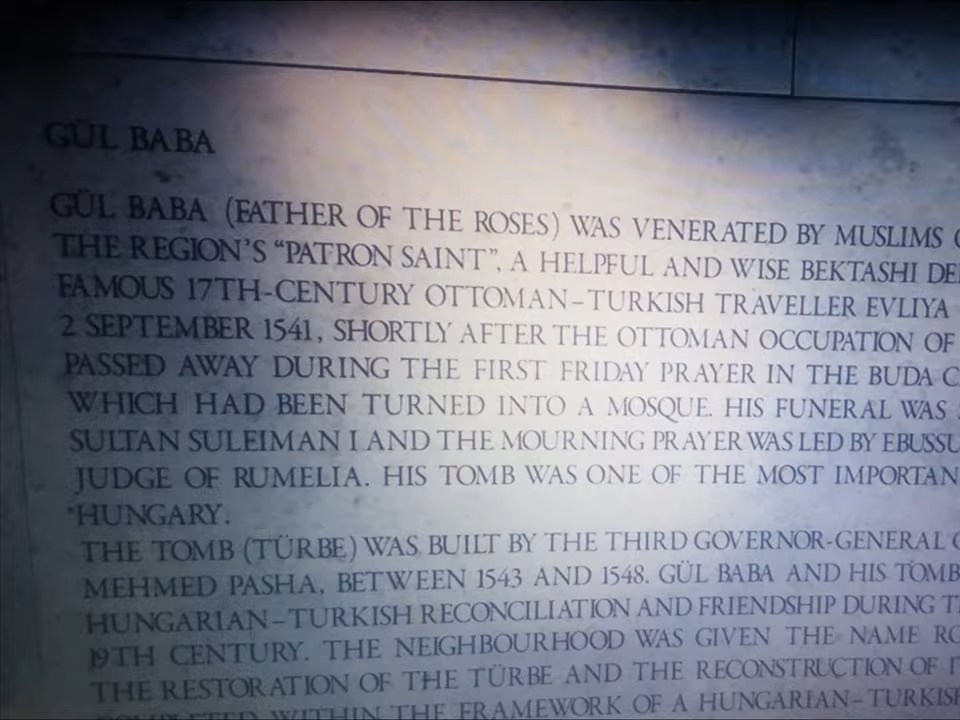 GÜL BABA
GÜL BABA (FATHER OF THE ROSES) WAS VENERATED BY MUSLIMS
THE REGION'S “PATRON SAINT”, A HELPFUL AND WISE BEKTASHI
FAMOUS 17TH-CENTURY OTTOMAN–TURKISH TRAVELLER EVLIYA
2 SEPTEMBER 1541, SHORTLY AFTER THE OTTOMAN OCCUPATION OF
PASSED AWAY DURING THE FIRST FRIDAY PRAYER IN THE BUDA
WHICH HAD BEEN TURNED INTO A MOSQUE. HIS FUNERAL WAS
SULTAN SULEIMAN I AND THE MOURNING PRAYER WAS LED BY EBUSSU
JUDGE OF RUMELIA. HIS TOMB WAS ONE OF THE MOST IMPORTAN
HUNGARY.
THE TOMB (TÜRBE) WAS BUILT BY THE THIRD GOVERNOR-GENERAL
MEHMED PASHA, BETWEEN 1543 AND 1548. GÜL BABA AND HIS TOMB
HUNGARIAN–TURKISH RECONCILIATION AND FRIENDSHIP DURING
19TH CENTURY. THE NEIGHBOURHOOD WAS GIVEN THE NAME
THE RESTORATION OF THE TÜRBE AND THE RECONSTRUCTION OF
COMPLETED WITHIN THE FRAMEWORK OF A HUNGARIAN–TURKISH